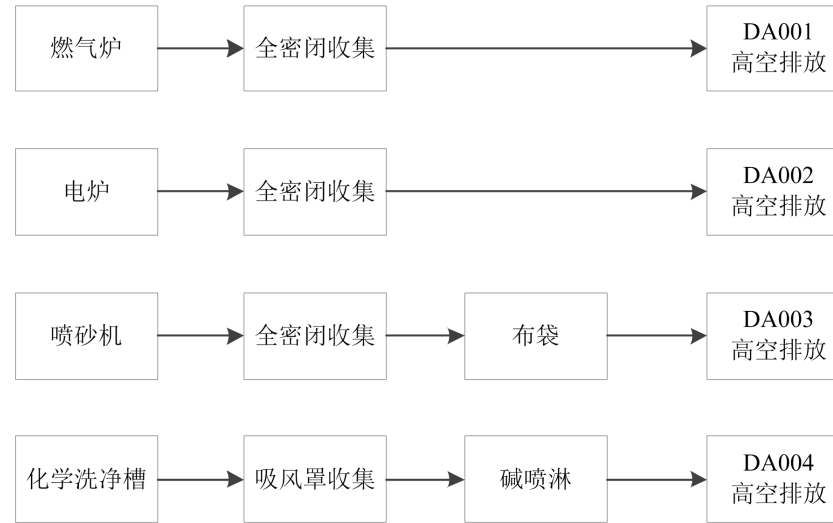 燃气炉
全密闭收集
DA001
高空排放
电炉
全密闭收集
DA002
高空排放
喷砂机
全密闭收集
布袋
DA003
高空排放
化学洗净槽
吸风罩收集
碱喷淋
DA004
高空排放